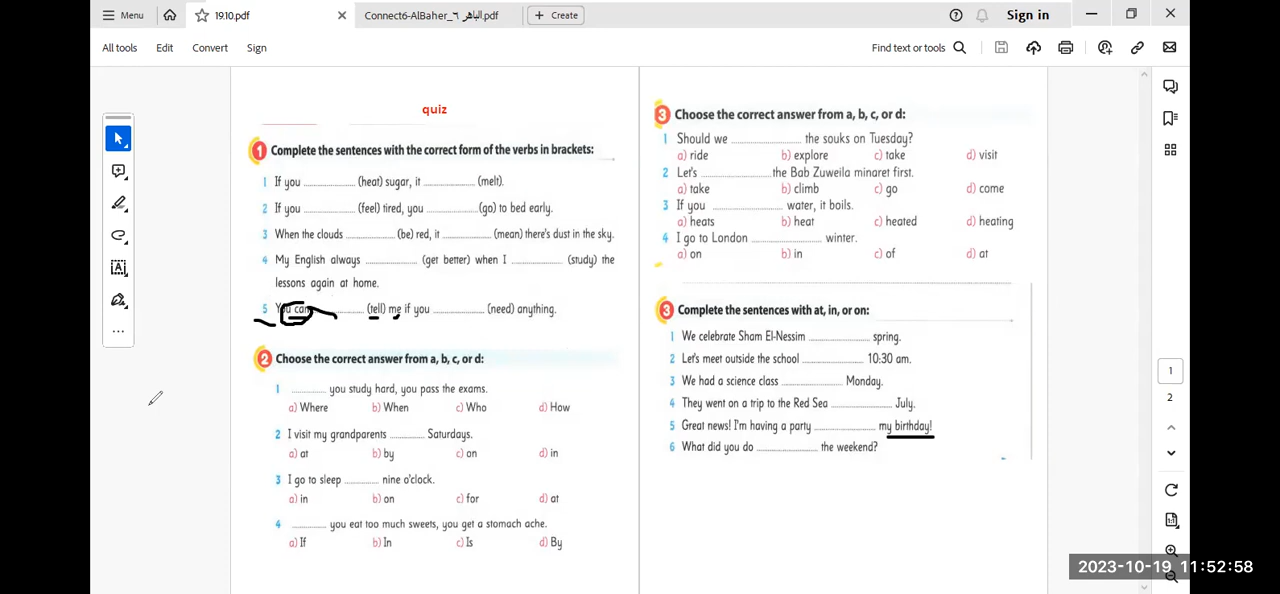 Menu
19.10.pdf
Connect6-AlBaher_٦ الباهر.pdf
Create
Sign in
All tools
Edit
Convert
Sign
Find text or tools
quiz
1 Complete the sentences with the correct form of the verbs in brackets:
1 If you .................. (heat) sugar, it .................. (melt).
2 If you .................. (feel) tired, you .................. (go) to bed early.
3 When the clouds .................. (be) red, it .................. (mean) there's dust in the sky.
4 My English always .................. (get better) when I .................. (study) the
lessons again at home.
5 You can .................. (tell) me if you .................. (need) anything.
2 Choose the correct answer from a, b, c, or d:
1 ............ you study hard, you pass the exams.
a) Where b) When c) Who d) How
2 I visit my grandparents ............ Saturdays.
a) at b) by c) on d) in
3 I go to sleep ............ nine o'clock.
a) in b) on c) for d) at
4 ............ you eat too much sweets, you get a stomach ache.
a) If b) In c) Is d) By
3 Choose the correct answer from a, b, c, or d:
1 Should we ........................ the souks on Tuesday?
a) ride b) explore c) take d) visit
2 Let's ........................ the Bab Zuweila minaret first.
a) take b) climb c) go d) come
3 If you ........................ water, it boils.
a) heats b) heat c) heated d) heating
4 I go to London ........................ winter.
a) on b) in c) of d) at
3 Complete the sentences with at, in, or on:
1 We celebrate Sham El-Nessim .................... spring.
2 Let's meet outside the school .................... 10:30 am.
3 We had a science class .................... Monday.
4 They went on a trip to the Red Sea .................... July.
5 Great news! I'm having a party .................... my birthday!
6 What did you do .................... the weekend?
1
2
2023-10-19 11:52:58